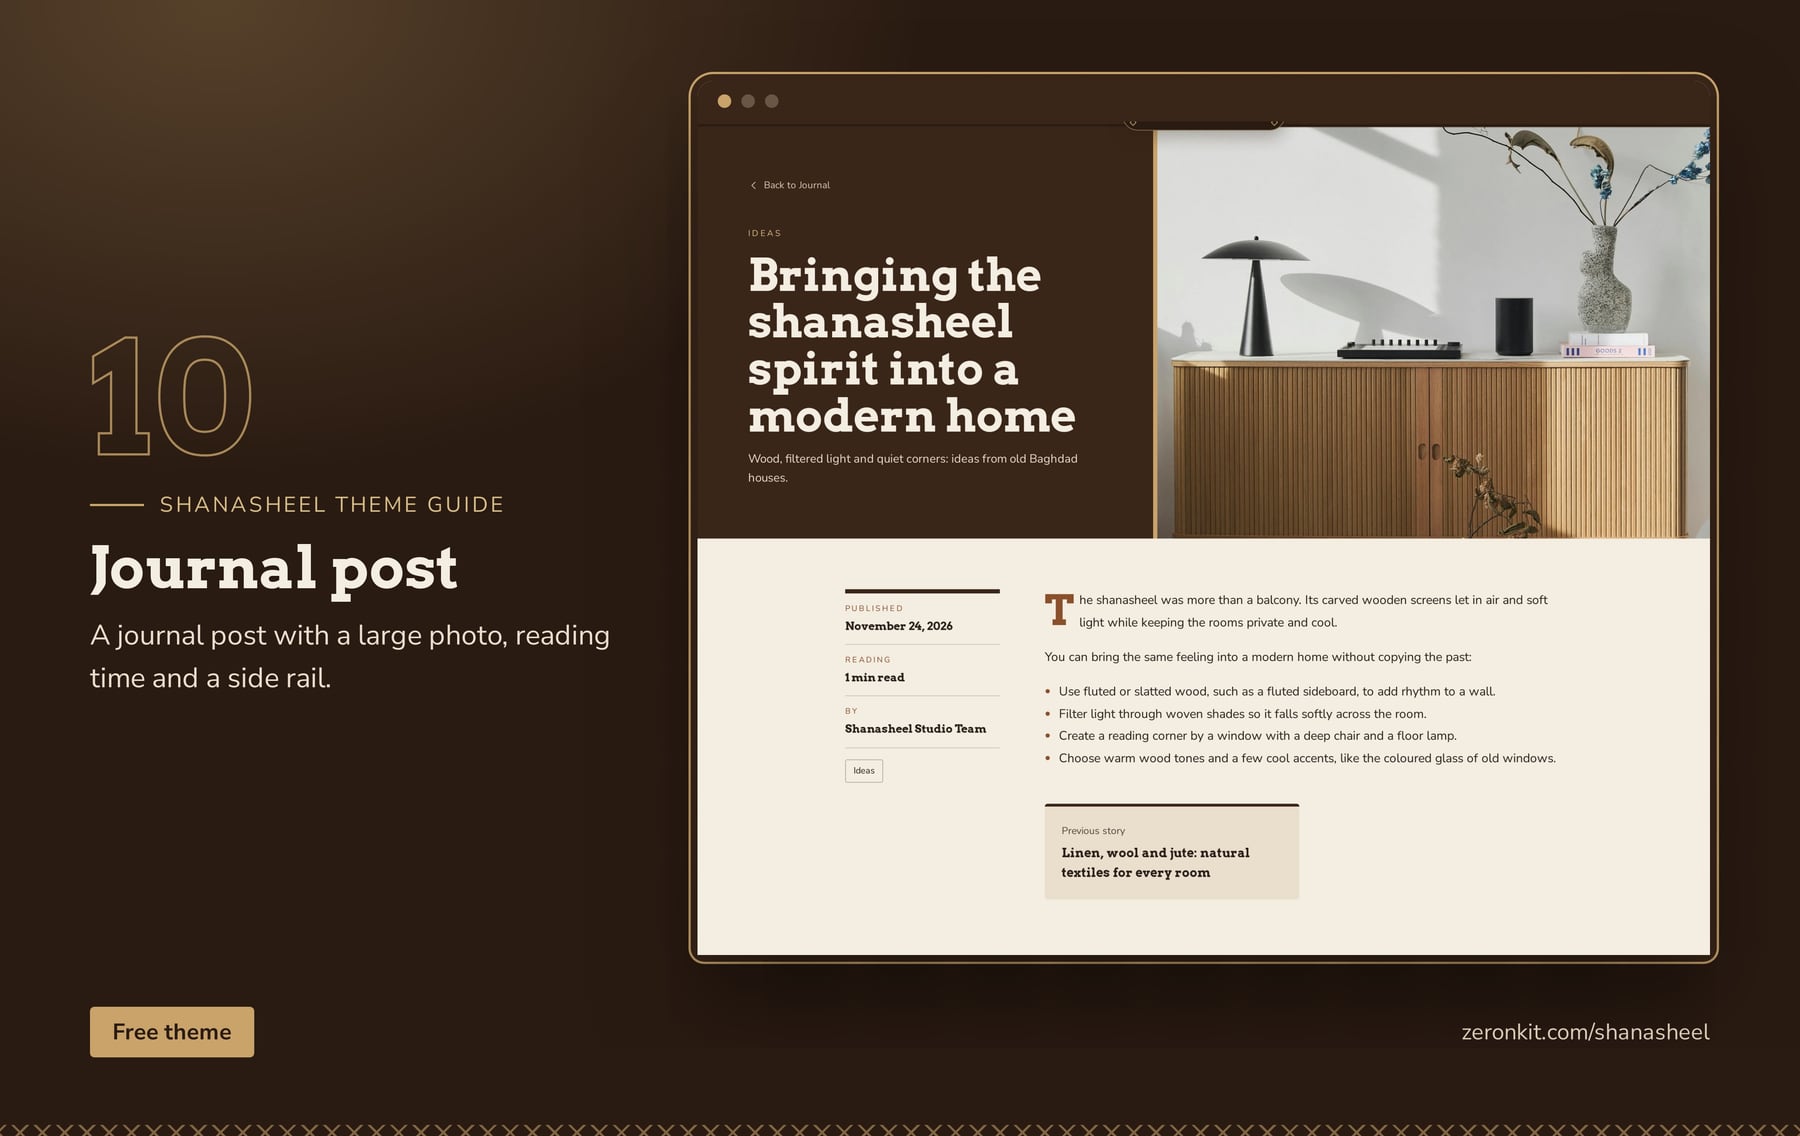 10
SHANASHEEL THEME GUIDE
Journal post
A journal post with a large photo, reading
time and a side rail.
Free theme
Back to Journal
IDEAS
Bringing the
shanasheel
spirit into a
modern home
Wood, filtered light and quiet corners: ideas from old Baghdad
houses.
GOODS 2
PUBLISHED
November 24, 2026
READING
1 min read
BY
Shanasheel Studio Team
Ideas
The shanasheel was more than a balcony. Its carved wooden screens let in air and soft
light while keeping the rooms private and cool.
You can bring the same feeling into a modern home without copying the past:
• Use fluted or slatted wood, such as a fluted sideboard, to add rhythm to a wall.
• Filter light through woven shades so it falls softly across the room.
• Create a reading corner by a window with a deep chair and a floor lamp.
• Choose warm wood tones and a few cool accents, like the coloured glass of old windows.
Previous story
Linen, wool and jute: natural
textiles for every room
zeronkit.com/shanasheel